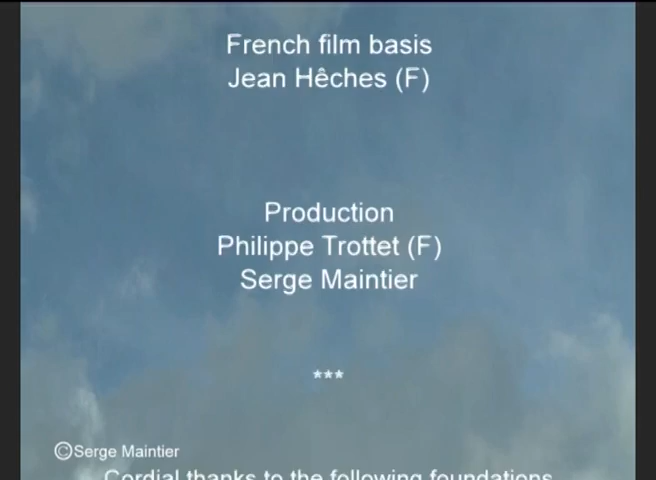 French film basis
Jean Hêches (F)
Production
Philippe Trottet (F)
Serge Maintier
***
©Serge Maintier
Cordial thanks to the following foundations